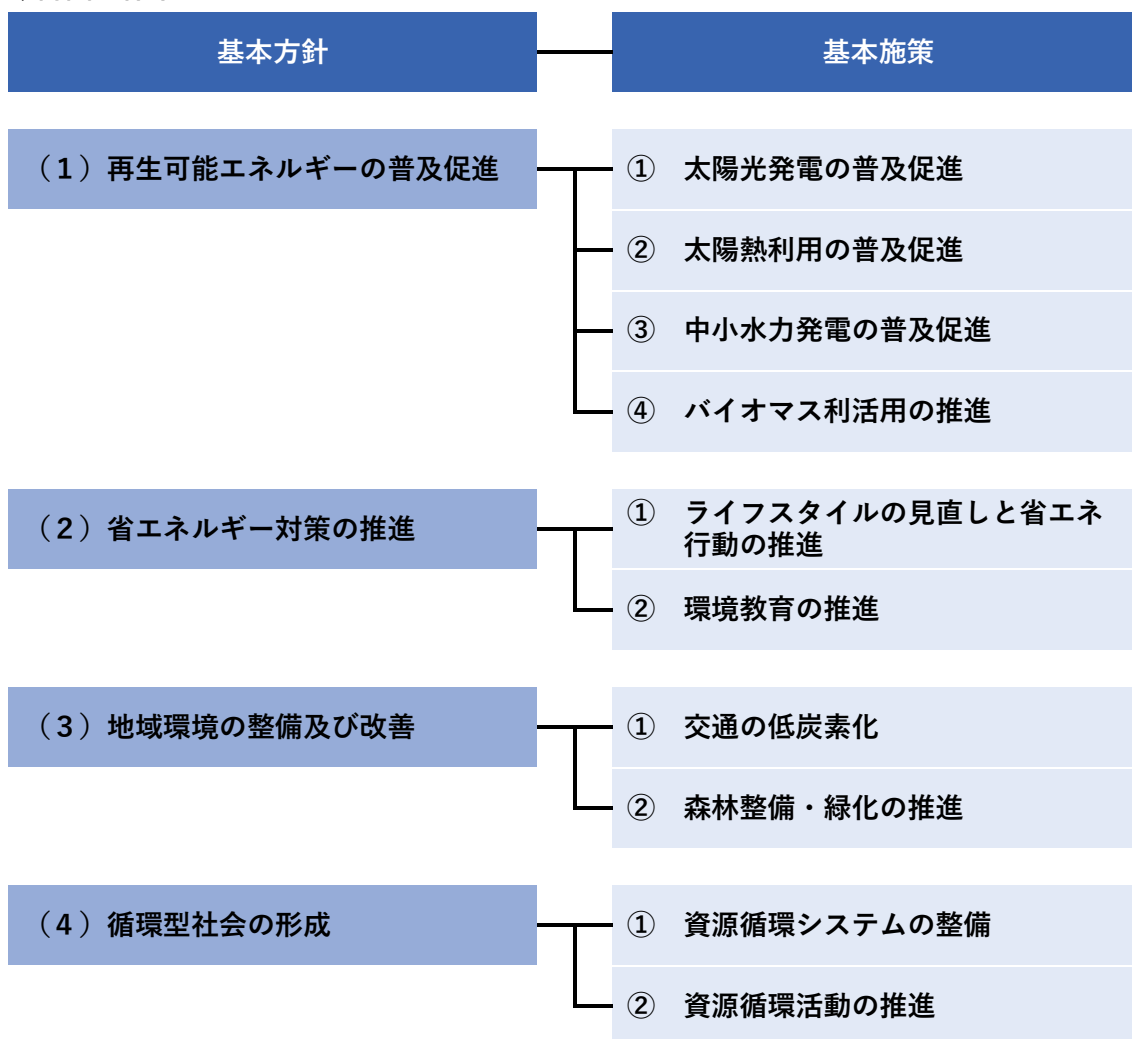 基本方針
基本施策
（１）再生可能エネルギーの普及促進
① 太陽光発電の普及促進
② 太陽熱利用の普及促進
③ 中小水力発電の普及促進
④ バイオマス利活用の推進
（２）省エネルギー対策の推進
① ライフスタイルの見直しと省エネ
行動の推進
② 環境教育の推進
（３）地域環境の整備及び改善
① 交通の低炭素化
② 森林整備・緑化の推進
（４）循環型社会の形成
① 資源循環システムの整備
② 資源循環活動の推進